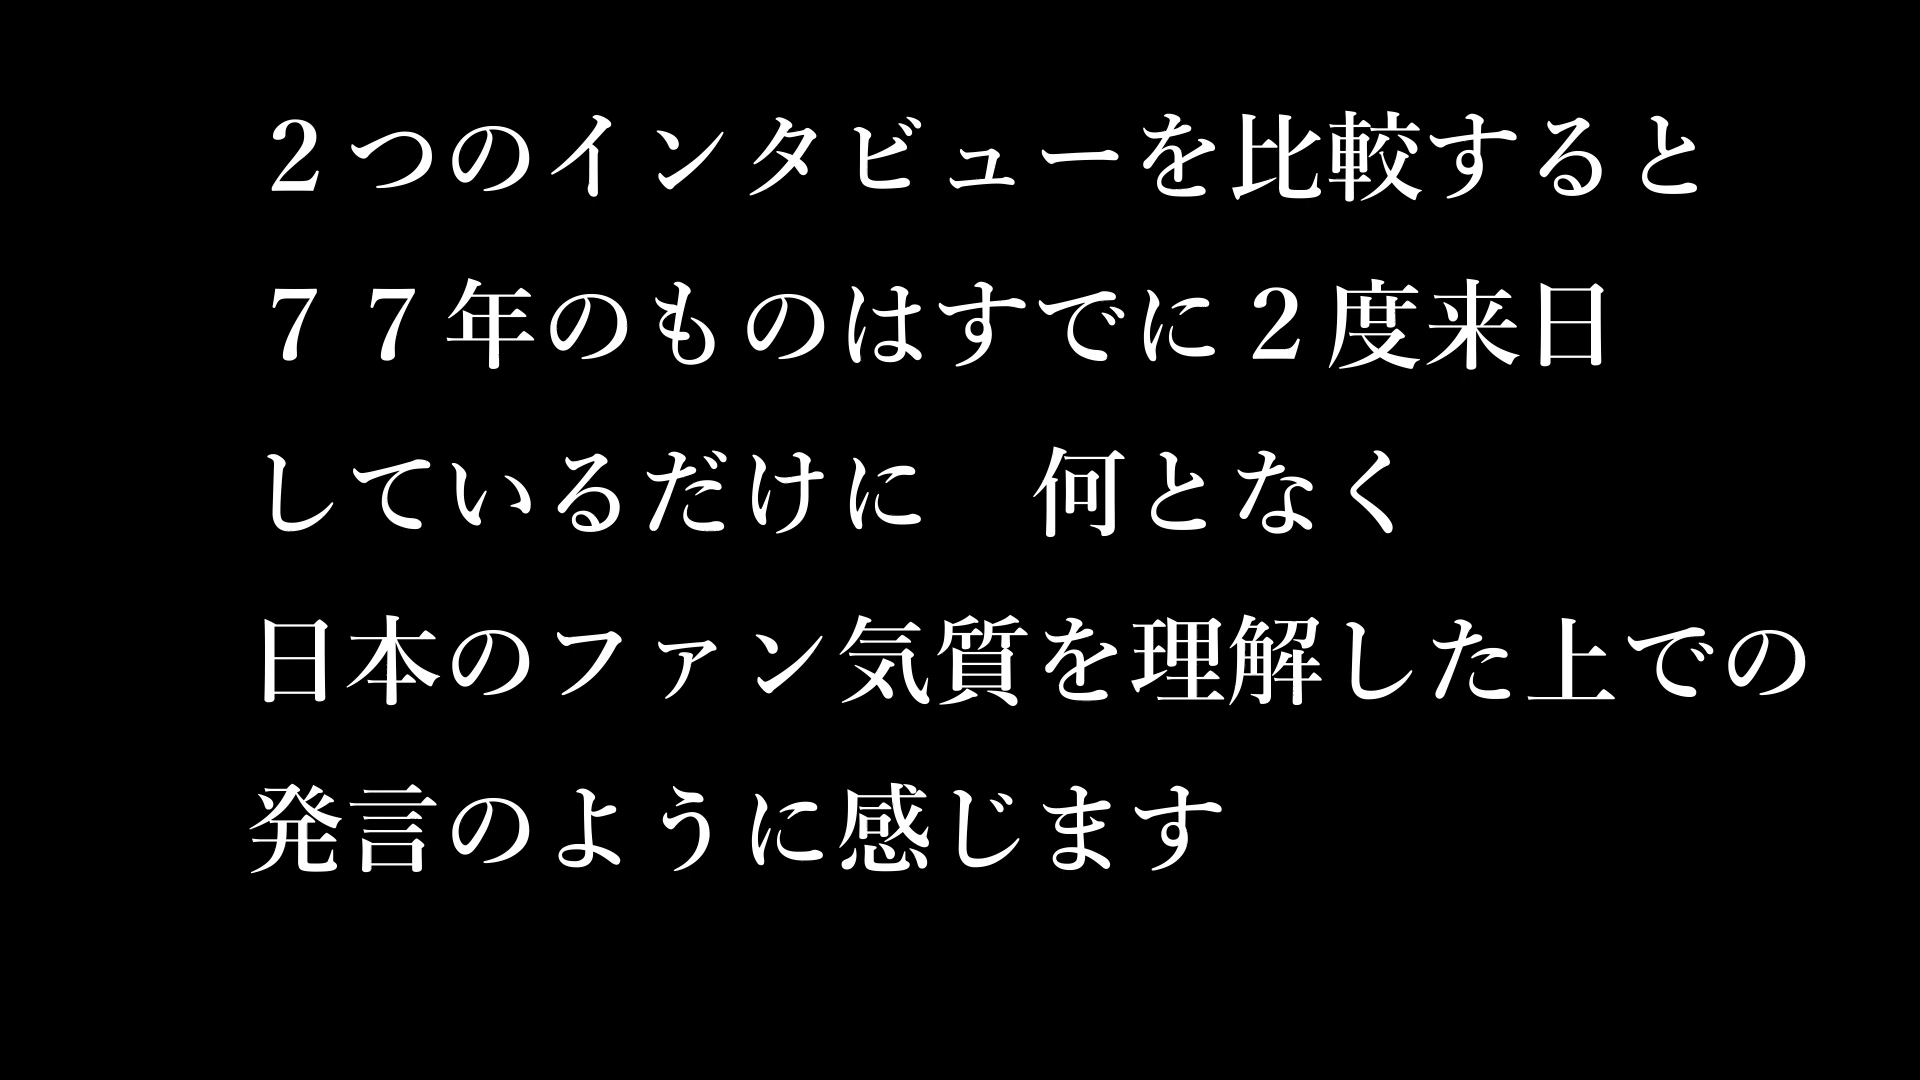 ２つのインタビューを比較すると
７７年のものはすでに２度来日
しているだけに　何となく
日本のファン気質を理解した上での
発言のように感じます